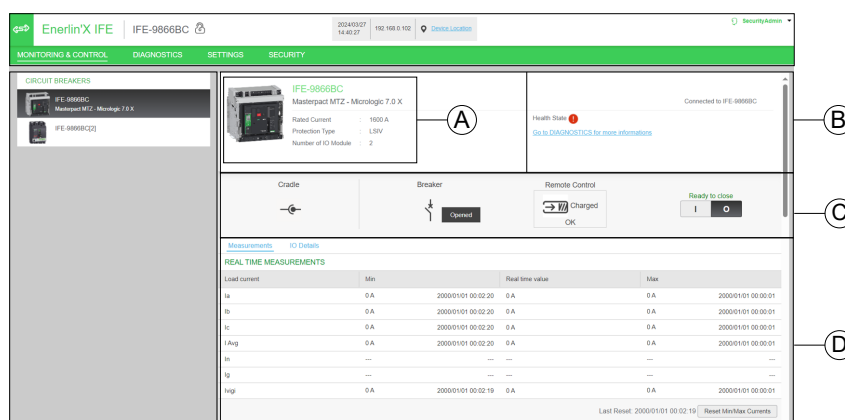 Enerlin'X IFE
IFE-9866BC
2024/03/27
14:40:27
192.168.0.102
Device Location
SecurityAdmin
MONITORING & CONTROL DIAGNOSTICS SETTINGS SECURITY
CIRCUIT BREAKERS
IFE-9866BC
Masterpact MTZ - Micrologic 7.0 X
IFE-9866BC[2]
IFE-9866BC
Masterpact MTZ - Micrologic 7.0 X
Rated Current : 1600 A
Protection Type : LSIV
Number of IO Module : 2
A
Connected to IFE-9866BC
Health State !
Go to DIAGNOSTICS for more informations
B
Cradle Breaker Remote Control
Opened
Charged
OK
Ready to close
I O
C
Measurements IO Details
REAL TIME MEASUREMENTS
Load current Min Real time value Max
Ia 0 A 2000/01/01 00:02:20 0 A 0 A 2000/01/01 00:00:01
Ib 0 A 2000/01/01 00:02:20 0 A 0 A 2000/01/01 00:00:01
Ic 0 A 2000/01/01 00:02:20 0 A 0 A 2000/01/01 00:00:01
I Avg 0 A 2000/01/01 00:02:20 0 A 0 A 2000/01/01 00:00:01
In --- --- --- --- ---
Ig --- --- --- --- ---
Ivigi 0 A 2000/01/01 00:02:19 0 A 0 A 2000/01/01 00:00:01
D
Last Reset: 2000/01/01 00:02:19 Reset Min/Max Currents